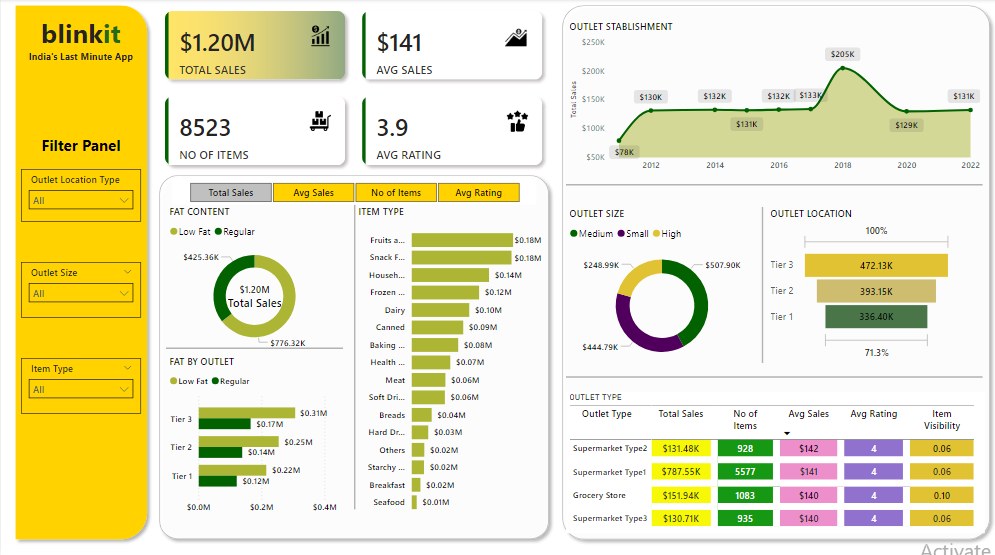 blinkit
India's Last Minute App
Filter Panel
Outlet Location Type
All
Outlet Size
All
Item Type
All
$1.20M
TOTAL SALES
$141
AVG SALES
8523
NO OF ITEMS
3.9
AVG RATING
Total Sales Avg Sales No of Items Avg Rating
FAT CONTENT
Low Fat Regular
$425.36K
$1.20M
Total Sales
$776.32K
FAT BY OUTLET
Low Fat Regular
Tier 3 $0.31M
$0.17M
Tier 2 $0.25M
$0.14M
Tier 1 $0.22M
$0.12M
$0.0M $0.2M $0.4M
ITEM TYPE
Fruits a... $0.18M
Snack F... $0.18M
Househ... $0.14M
Frozen ... $0.12M
Dairy $0.10M
Canned $0.09M
Baking ... $0.08M
Health ... $0.07M
Meat $0.06M
Soft Dri... $0.06M
Breads $0.04M
Hard Dr... $0.03M
Others $0.02M
Starchy ... $0.02M
Breakfast $0.02M
Seafood $0.01M
OUTLET STABLISHMENT
Total Sales
$250K
$200K
$150K
$100K
$50K
$78K $130K $132K $131K $132K $133K $205K $129K $131K
2012 2014 2016 2018 2020 2022
OUTLET SIZE
Medium Small High
$248.99K
$507.90K
$444.79K
OUTLET LOCATION
100%
Tier 3 472.13K
Tier 2 393.15K
Tier 1 336.40K
71.3%
OUTLET TYPE
Outlet Type Total Sales No of Items Avg Sales Avg Rating Item Visibility
Supermarket Type2 $131.48K 928 $142 4 0.06
Supermarket Type1 $787.55K 5577 $141 4 0.06
Grocery Store $151.94K 1083 $140 4 0.10
Supermarket Type3 $130.71K 935 $140 4 0.06
Activate